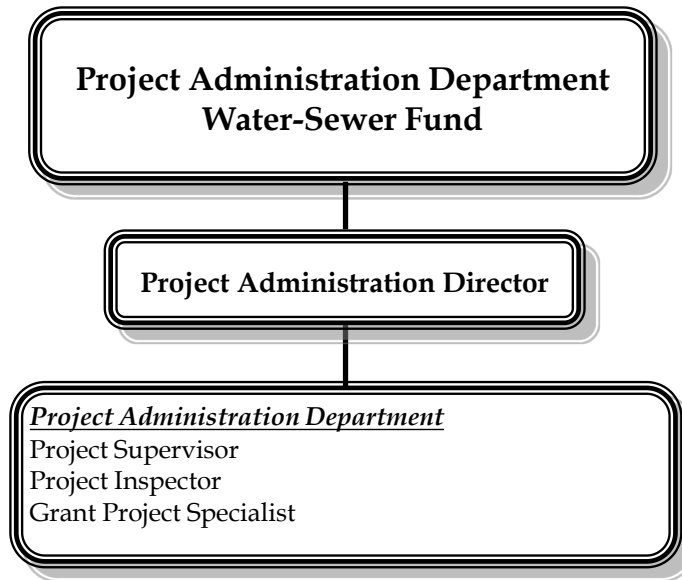 Project Administration Department
Water-Sewer Fund
Project Administration Director
Project Administration Department
Project Supervisor
Project Inspector
Grant Project Specialist